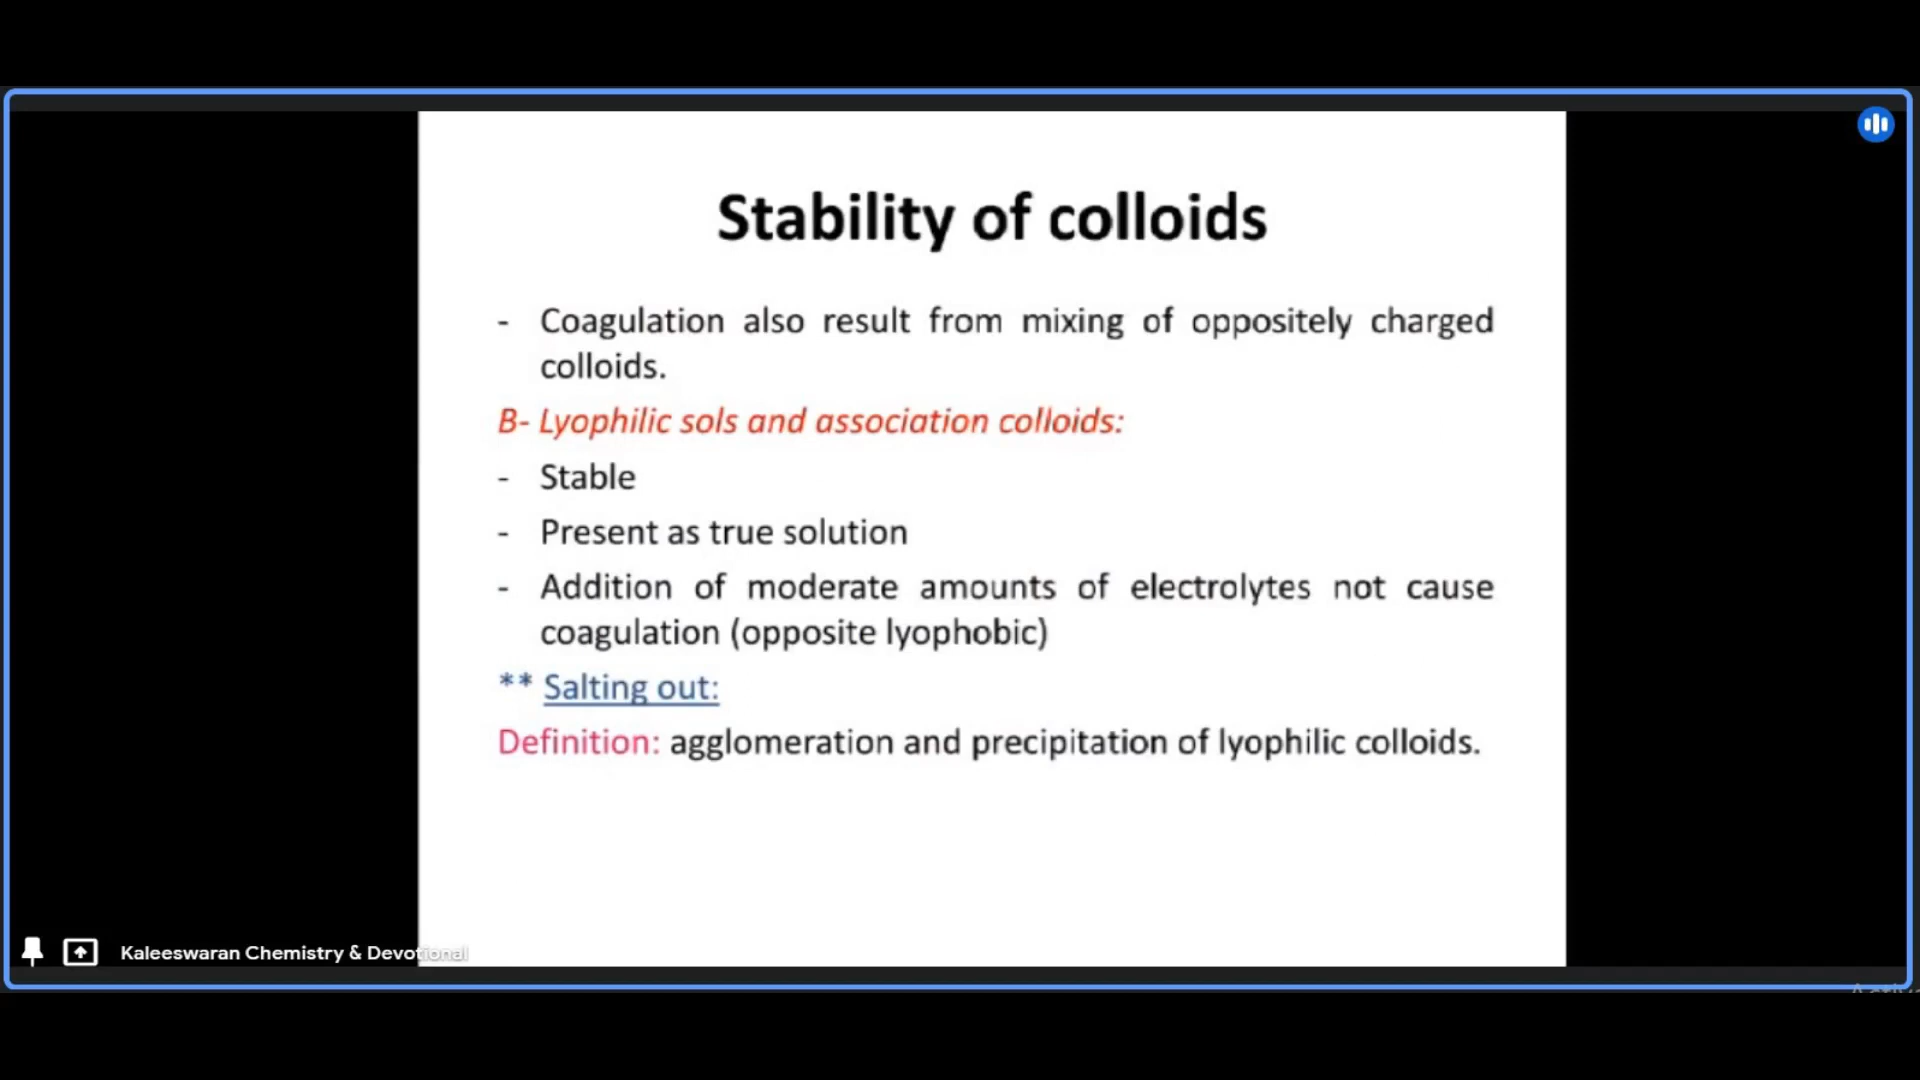 Stability of colloids
- Coagulation also result from mixing of oppositely charged
colloids.
B- Lyophilic sols and association colloids:
- Stable
- Present as true solution
- Addition of moderate amounts of electrolytes not cause
coagulation (opposite lyophobic)
** Salting out:
Definition: agglomeration and precipitation of lyophilic colloids.
Kaleeswaran Chemistry & Devotional